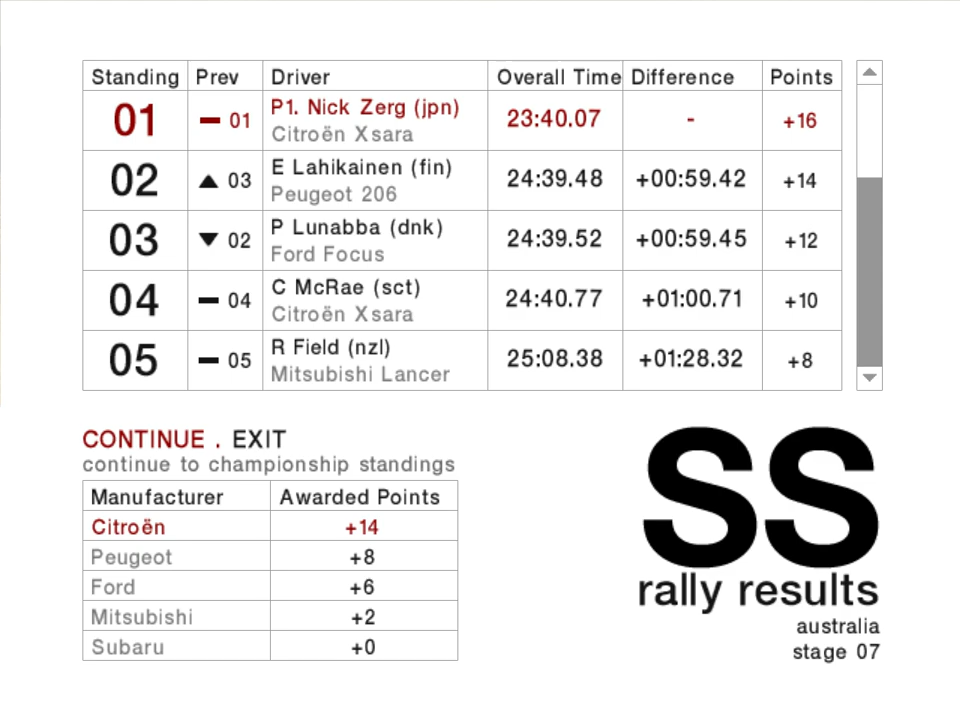 Standing Prev Driver Overall Time Difference Points
01 01 P1. Nick Zerg (jpn) 23:40.07 - +16
Citroën Xsara
02 03 E Lahikainen (fin) 24:39.48 +00:59.42 +14
Peugeot 206
03 02 P Lunabba (dnk) 24:39.52 +00:59.45 +12
Ford Focus
04 04 C McRae (sct) 24:40.77 +01:00.71 +10
Citroën Xsara
05 05 R Field (nzl) 25:08.38 +01:28.32 +8
Mitsubishi Lancer
CONTINUE . EXIT
continue to championship standings
Manufacturer Awarded Points
Citroën +14
Peugeot +8
Ford +6
Mitsubishi +2
Subaru +0
SS
rally results
australia
stage 07